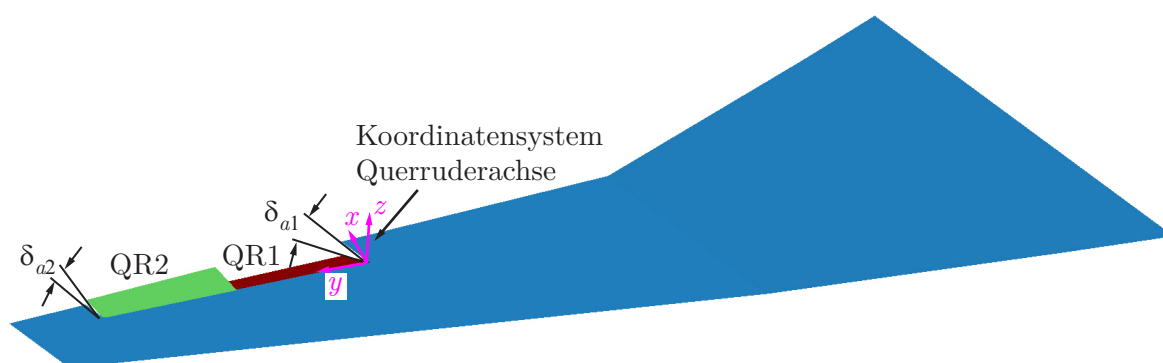 Koordinatensystem
Querruderachse
δa1
x
z
δa2
QR2
QR1
y